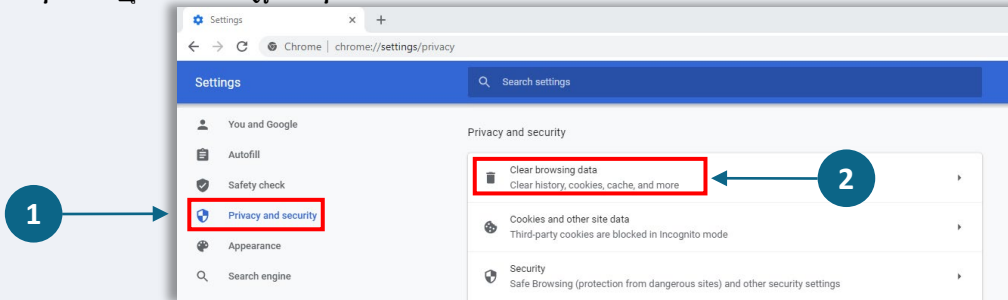 Settings
Chrome | chrome://settings/privacy
Settings
Search settings
You and Google
Autofill
Safety check
Privacy and security
Appearance
Search engine
Privacy and security
Clear browsing data
Clear history, cookies, cache, and more
Cookies and other site data
Third-party cookies are blocked in Incognito mode
Security
Safe Browsing (protection from dangerous sites) and other security settings
1
2